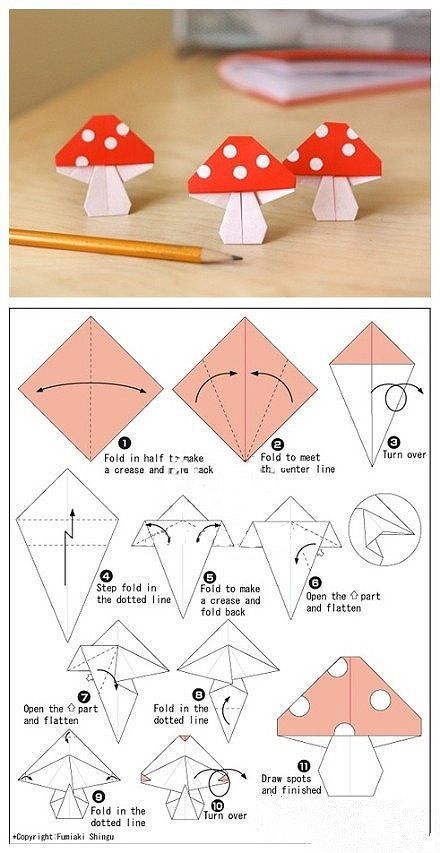 1
Fold in half to make
a crease and back
2
Fold to meet
the center line
3
Turn over
4
Step fold in
the dotted line
5
Fold to make
a crease and
fold back
6
Open the ⇧ part
and flatten
7
Open the ⇧ part
and flatten
8
Fold in the
dotted line
9
Fold in the
dotted line
10
Turn over
11
Draw spots
and finished
*Copyright:Fumiaki Shingu